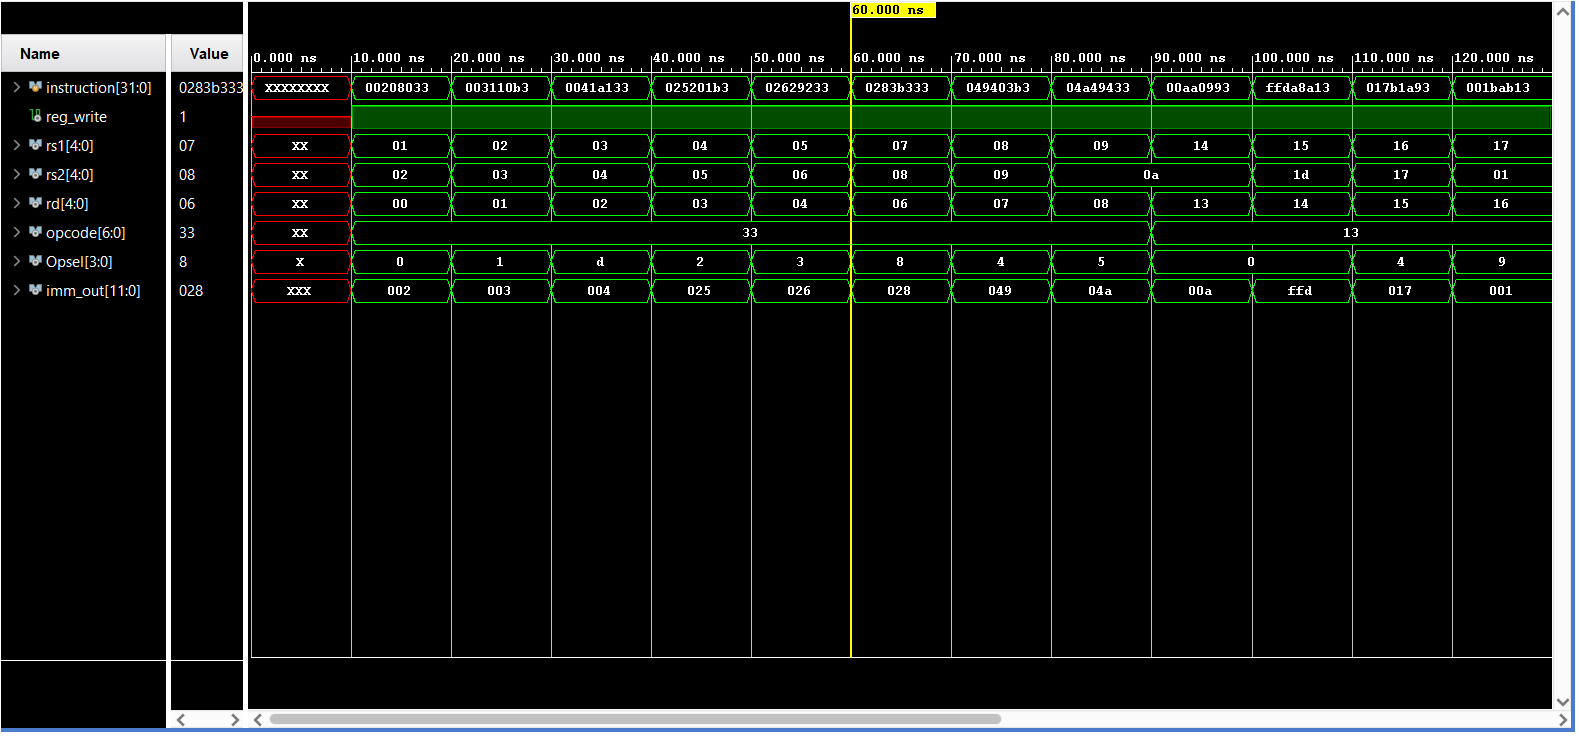 60.000 ns
Name Value 0.000 ns 10.000 ns 20.000 ns 30.000 ns 40.000 ns 50.000 ns 60.000 ns 70.000 ns 80.000 ns 90.000 ns 100.000 ns 110.000 ns 120.000 ns
instruction[31:0] 0283b333 XXXXXXXX 00208033 003110b3 0041a133 025201b3 02629233 0283b333 049403b3 04a49433 00aa0993 ffda8a13 017b1a93 001bab13
reg_write 1
rs1[4:0] 07 XX 01 02 03 04 05 07 08 09 14 15 16 17
rs2[4:0] 08 XX 02 03 04 05 06 08 09 0a 1d 17 01
rd[4:0] 06 XX 00 01 02 03 04 06 07 08 13 14 15 16
opcode[6:0] 33 XX 33 13
Opsel[3:0] 8 X 0 1 d 2 3 8 4 5 0 4 9
imm_out[11:0] 028 XXX 002 003 004 025 026 028 049 04a 00a ffd 017 001